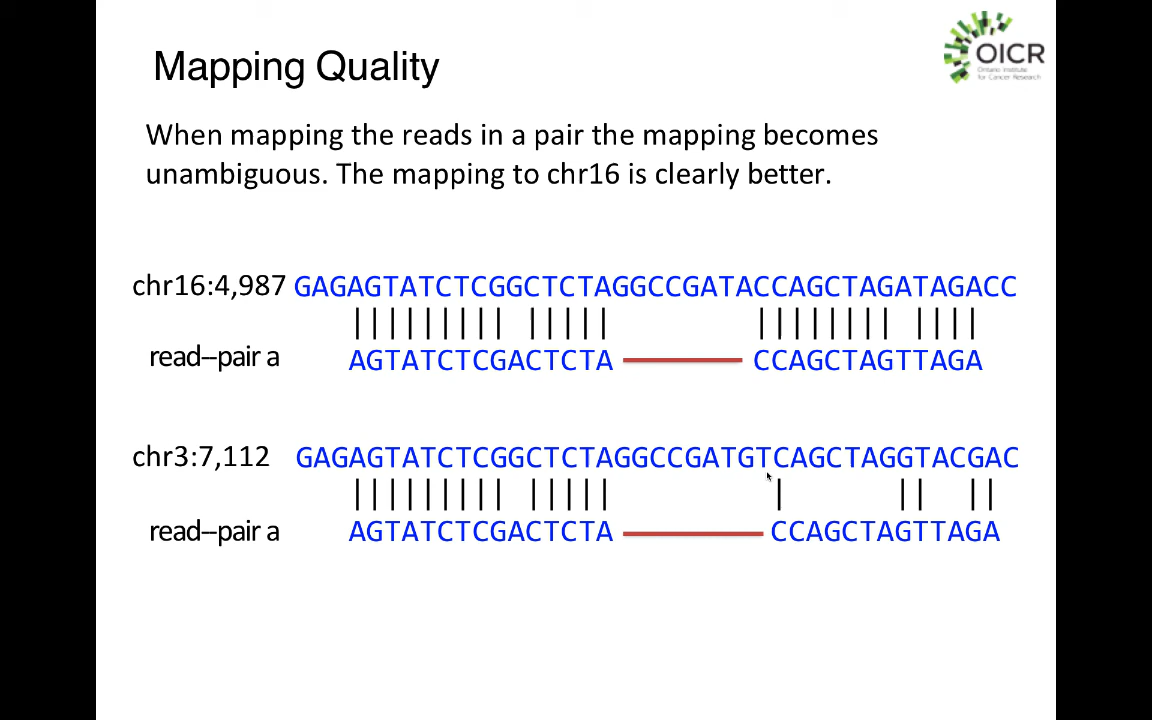 Mapping Quality
OICR
Ontario Institute
for Cancer Research
When mapping the reads in a pair the mapping becomes
unambiguous. The mapping to chr16 is clearly better.
chr16:4,987 GAGAGTATCTCGGCTCTAGGCCGATACCAGCTAGATAGACC
||||||||| ||||| |||||||| ||||
read--pair a AGTATCTCGACTCTA CCAGCTAGTTAGA
chr3:7,112 GAGAGTATCTCGGCTCTAGGCCGATGTCAGCTAGGTACGAC
||||||||| ||||| | || ||
read--pair a AGTATCTCGACTCTA CCAGCTAGTTAGA